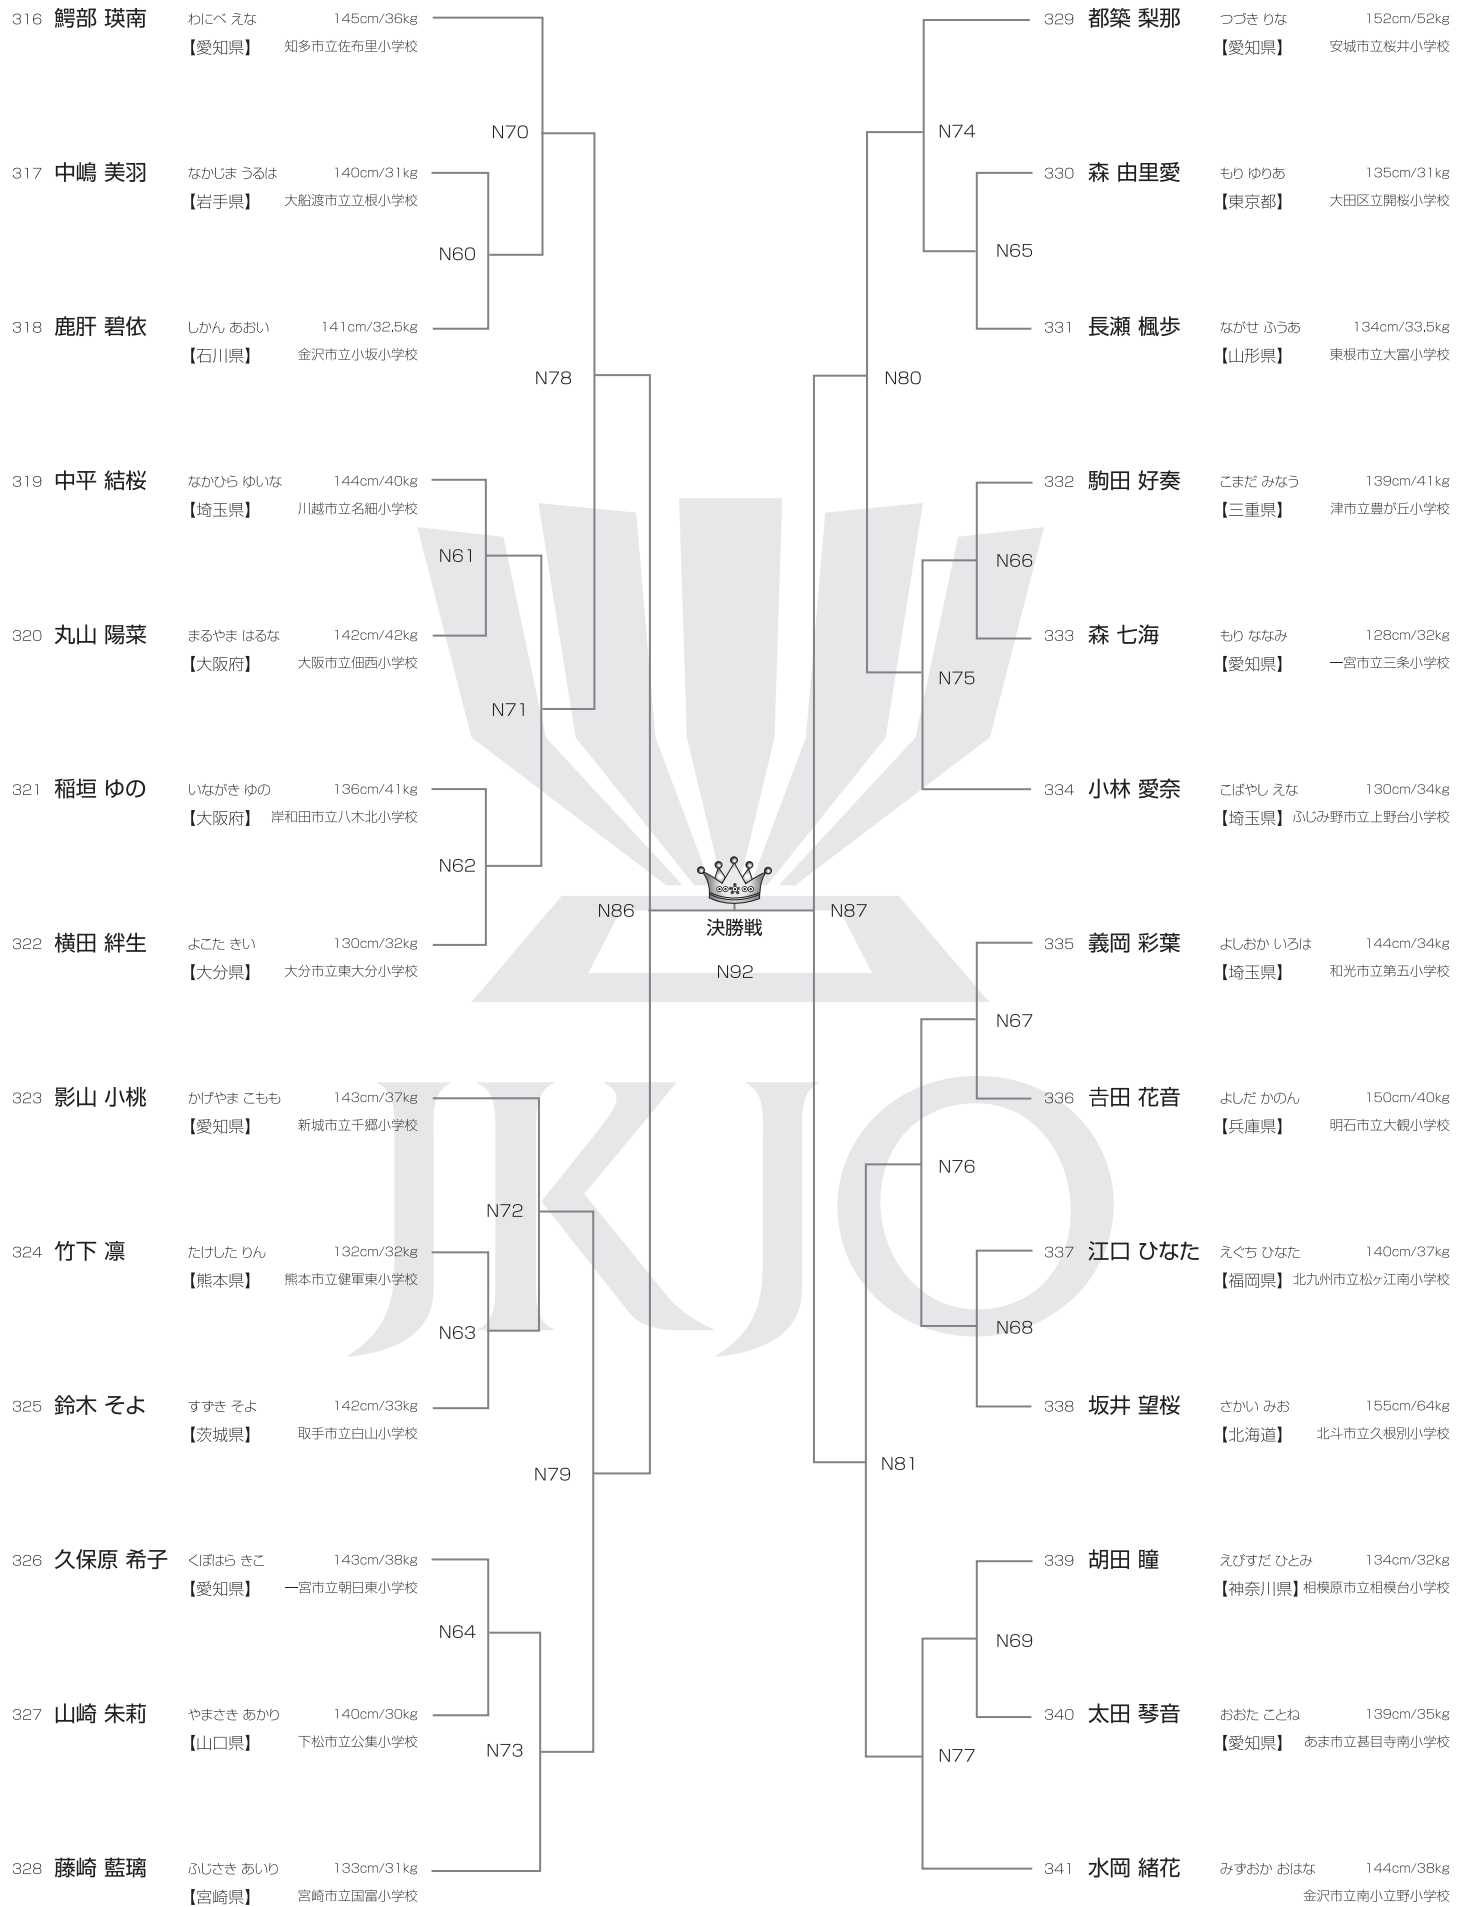 316 鰐部 瑛南 わにべ えな 145cm/36kg
【愛知県】 知多市立佐布里小学校
N70
317 中嶋 美羽 なかじま うるは 140cm/31kg
【岩手県】 大船渡市立立根小学校
N60
318 鹿肝 碧依 しかん あおい 141cm/32.5kg
【石川県】 金沢市立小坂小学校
N78
319 中平 結桜 なかひら ゆいな 144cm/40kg
【埼玉県】 川越市立名細小学校
N61
320 丸山 陽菜 まるやま はるな 142cm/42kg
【大阪府】 大阪市立佃西小学校
N71
321 稲垣 ゆの いながき ゆの 136cm/41kg
【大阪府】 岸和田市立八木北小学校
N62
322 横田 絆生 よこた きい 130cm/32kg
【大分県】 大分市立東大分小学校
323 影山 小桃 かげやま こもも 143cm/37kg
【愛知県】 新城市立千郷小学校
N72
324 竹下 凛 たけした りん 132cm/32kg
【熊本県】 熊本市立健軍東小学校
N63
325 鈴木 そよ すずき そよ 142cm/33kg
【茨城県】 取手市立白山小学校
N79
326 久保原 希子 くぼはら きこ 143cm/38kg
【愛知県】 一宮市立朝日東小学校
N64
327 山崎 朱莉 やまさき あかり 140cm/30kg
【山口県】 下松市立公集小学校
N73
328 藤崎 藍璃 ふじさき あいり 133cm/31kg
【宮崎県】 宮崎市立国富小学校
N86
決勝戦
N92
N87
JKJO
329 都築 梨那 つづき りな 152cm/52kg
【愛知県】 安城市立桜井小学校
N74
330 森 由里愛 もり ゆりあ 135cm/31kg
【東京都】 大田区立開桜小学校
N65
331 長瀬 楓歩 ながせ ふうあ 134cm/33.5kg
【山形県】 東根市立大富小学校
N80
332 駒田 好奏 こまだ みなう 139cm/41kg
【三重県】 津市立豊が丘小学校
N66
333 森 七海 もり ななみ 128cm/32kg
【愛知県】 一宮市立三条小学校
N75
334 小林 愛奈 こばやし えな 130cm/34kg
【埼玉県】 ふじみ野市立上野台小学校
335 義岡 彩葉 よしおか いろは 144cm/34kg
【埼玉県】 和光市立第五小学校
N67
336 𠮷田 花音 よしだ かのん 150cm/40kg
【兵庫県】 明石市立大観小学校
N76
337 江口 ひなた えぐち ひなた 140cm/37kg
【福岡県】 北九州市立松ヶ江南小学校
N68
338 坂井 望桜 さかい みお 155cm/64kg
【北海道】 北斗市立久根別小学校
N81
339 胡田 瞳 えびすだ ひとみ 134cm/32kg
【神奈川県】 相模原市立相模台小学校
N69
340 太田 琴音 おおた ことね 139cm/35kg
【愛知県】 あま市立甚目寺南小学校
N77
341 水岡 緒花 みずおか おはな 144cm/38kg
金沢市立南小立野小学校